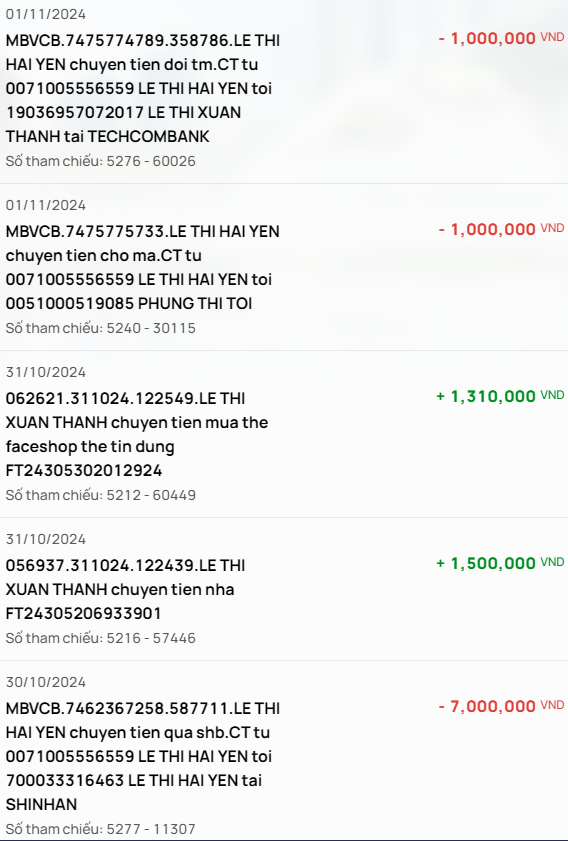 01/11/2024
MBVCB.7475774789.358786.LE THI - 1,000,000 VND
HAI YEN chuyen tien doi tm.CT tu
0071005556559 LE THI HAI YEN toi
19036957072017 LE THI XUAN
THANH tai TECHCOMBANK
Số tham chiếu: 5276 - 60026
01/11/2024
MBVCB.7475775733.LE THI HAI YEN - 1,000,000 VND
chuyen tien cho ma.CT tu
0071005556559 LE THI HAI YEN toi
0051000519085 PHUNG THI TOI
Số tham chiếu: 5240 - 30115
31/10/2024
062621.311024.122549.LE THI + 1,310,000 VND
XUAN THANH chuyen tien mua the
faceshop the tin dung
FT24305302012924
Số tham chiếu: 5212 - 60449
31/10/2024
056937.311024.122439.LE THI + 1,500,000 VND
XUAN THANH chuyen tien nha
FT24305206933901
Số tham chiếu: 5216 - 57446
30/10/2024
MBVCB.7462367258.587711.LE THI - 7,000,000 VND
HAI YEN chuyen tien qua shb.CT tu
0071005556559 LE THI HAI YEN toi
700033316463 LE THI HAI YEN tai
SHINHAN
Số tham chiếu: 5277 - 11307